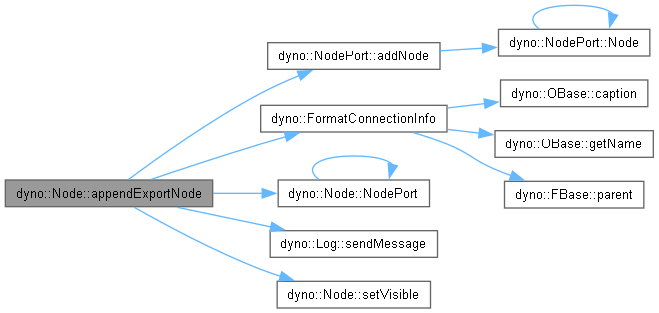 dyno::Node::appendExportNode
dyno::NodePort::addNode
dyno::NodePort::Node
dyno::FormatConnectionInfo
dyno::OBase::caption
dyno::OBase::getName
dyno::FBase::parent
dyno::Node::NodePort
dyno::Log::sendMessage
dyno::Node::setVisible